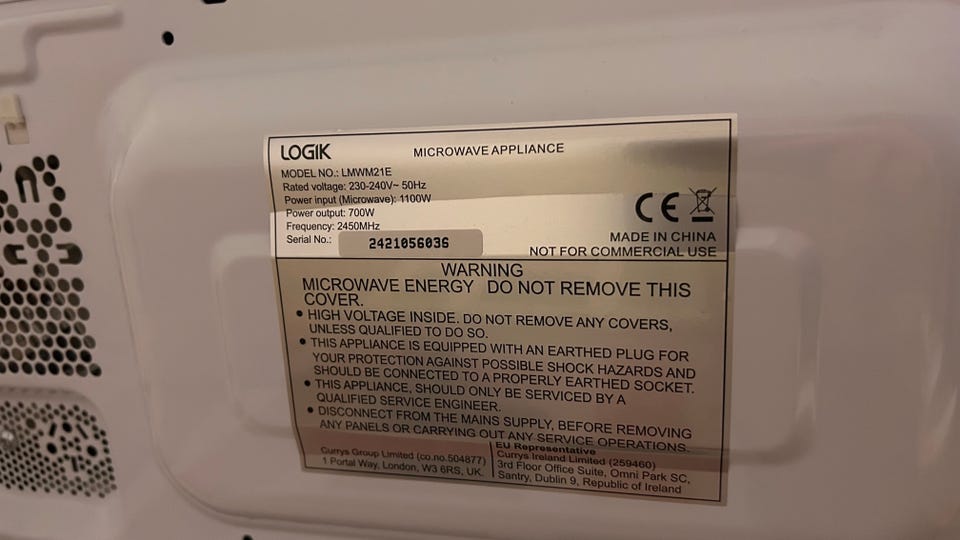 LOGIK
MICROWAVE APPLIANCE
MODEL NO.: LMWM21E
Rated voltage: 230-240V~ 50Hz
Power input (Microwave): 1100W
Power output: 700W
Frequency: 2450MHz
Serial No.: 2421056036
CE
MADE IN CHINA
NOT FOR COMMERCIAL USE
WARNING
MICROWAVE ENERGY DO NOT REMOVE THIS
COVER.
• HIGH VOLTAGE INSIDE. DO NOT REMOVE ANY COVERS,
UNLESS QUALIFIED TO DO SO.
• THIS APPLIANCE IS EQUIPPED WITH AN EARTHED PLUG FOR
YOUR PROTECTION AGAINST POSSIBLE SHOCK HAZARDS AND
SHOULD BE CONNECTED TO A PROPERLY EARTHED SOCKET.
• THIS APPLIANCE, SHOULD ONLY BE SERVICED BY A
QUALIFIED SERVICE ENGINEER.
• DISCONNECT FROM THE MAINS SUPPLY, BEFORE REMOVING
ANY PANELS OR CARRYING OUT ANY SERVICE OPERATIONS.
Currys Group Limited (co.no.504877)
1 Portal Way, London, W3 6RS, UK.
EU Representative
Currys Ireland Limited (259460)
3rd Floor Office Suite, Omni Park SC,
Santry, Dublin 9, Republic of Ireland